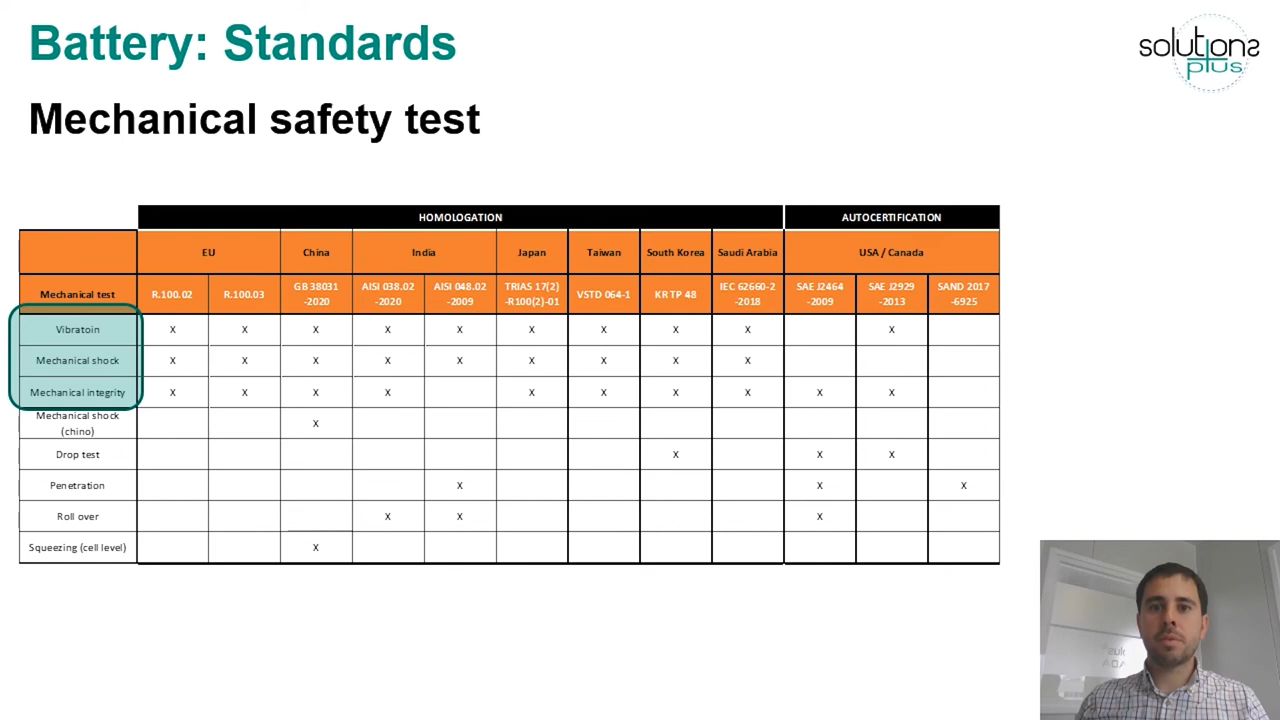 Battery: Standards
solutions
plus
Mechanical safety test
HOMOLOGATION AUTOCERTIFICATION
EU China India Japan Taiwan South Korea Saudi Arabia USA / Canada
Mechanical test R.100.02 R.100.03 GB 38031 -2020 AISI 038.02 -2020 AISI 048.02 -2009 TRIAS 17(2) -R100(2)-01 VSTD 064-1 KR TP 48 IEC 62660-2 -2018 SAE J2464 -2009 SAE J2929 -2013 SAND 2017 -6925
Vibratoin X X X X X X X X X X
Mechanical shock X X X X X X X X X
Mechanical integrity X X X X X X X X X X
Mechanical shock
(chino) X
Drop test X X X
Penetration X X X
Roll over X X X
Squeezing (cell level) X